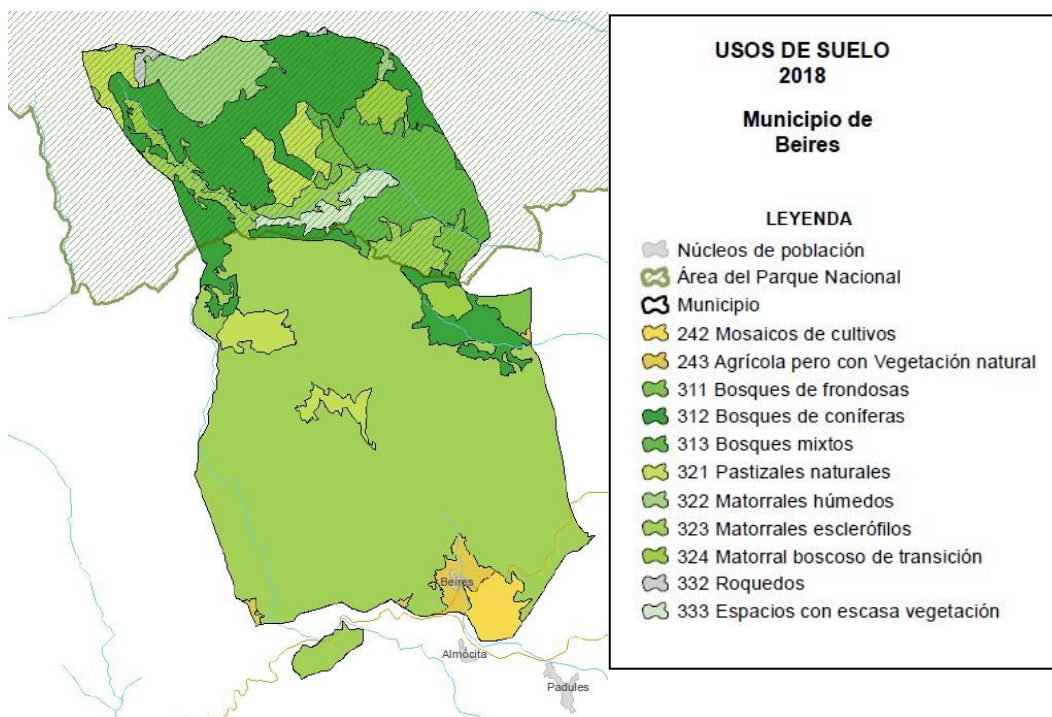 USOS DE SUELO
2018
Municipio de
Beires
LEYENDA
Núcleos de población
Área del Parque Nacional
Municipio
242 Mosaicos de cultivos
243 Agrícola pero con Vegetación natural
311 Bosques de frondosas
312 Bosques de coníferas
313 Bosques mixtos
321 Pastizales naturales
322 Matorrales húmedos
323 Matorrales esclerófilos
324 Matorral boscoso de transición
332 Roquedos
333 Espacios con escasa vegetación
Beires
Almócita
Padules